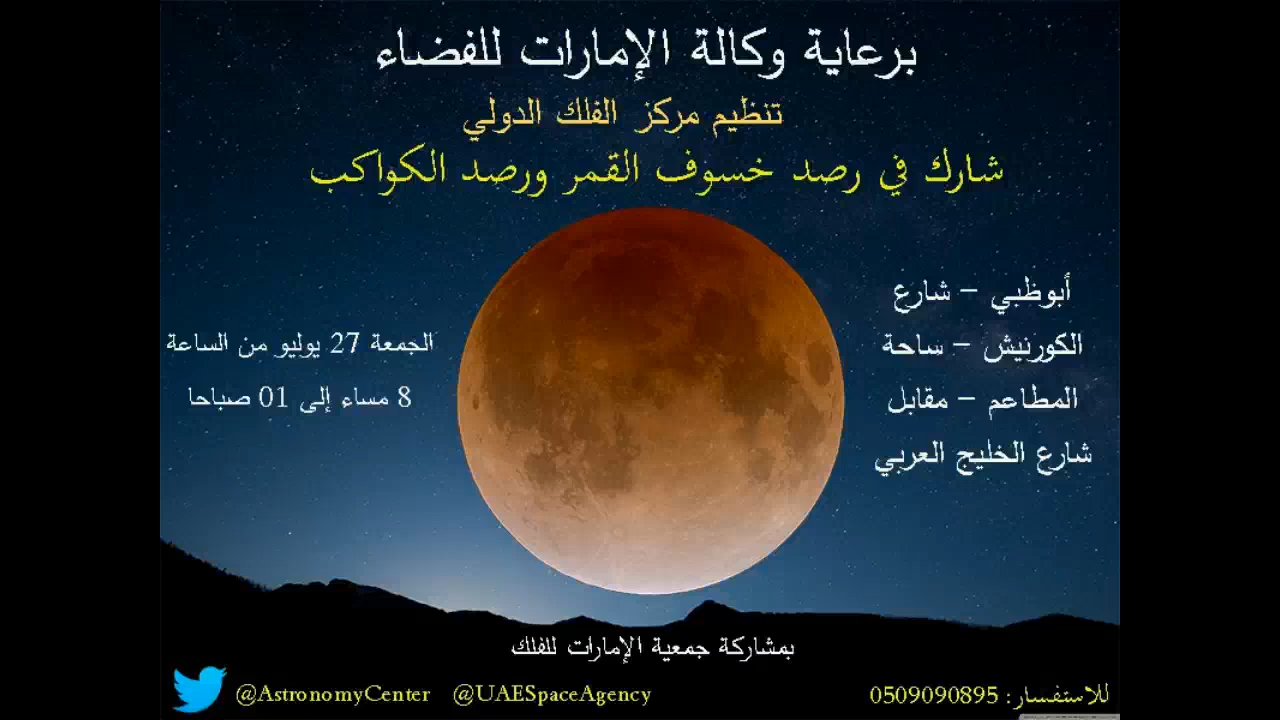 برعاية وكالة الإمارات للفضاء
تنظيم مركز الفلك الدولي
شارك في رصد خسوف القمر ورصد الكواكب
أبوظبي – شارع
الكورنيش – ساحة
المطاعم – مقابل
شارع الخليج العربي
الجمعة 27 يوليو من الساعة
8 مساء إلى 01 صباحا
بمشاركة جمعية الإمارات للفلك
للاستفسار: 0509090895
@AstronomyCenter @UAESpaceAgency